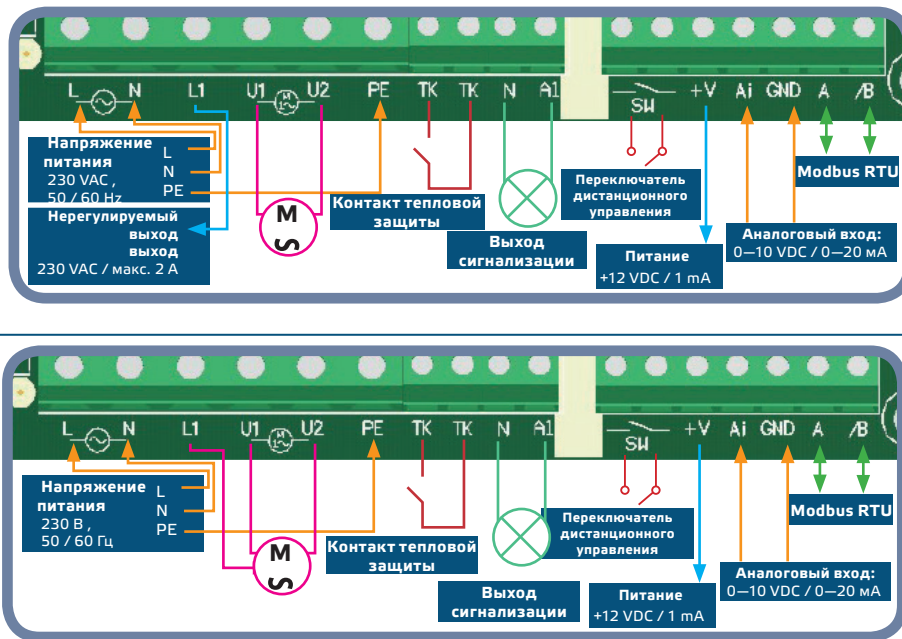 L N L1 U1 U2 PE TK TK N A1 SW +V Ai GND A /B
M
1~
Напряжение
питания
230 VAC ,
50 / 60 Hz
L
N
PE
Нерегулируемый
выход
выход
230 VAC / макс. 2 A
M
Контакт тепловой
защиты
Выход
сигнализации
Переключатель
дистанционного
управления
Питание
+12 VDC / 1 mA
Modbus RTU
Аналоговый вход:
0—10 VDC / 0—20 мА
L N L1 U1 U2 PE TK TK N A1 SW +V Ai GND A /B
M
1~
Напряжение
питания
230 В ,
50 / 60 Гц
L
N
PE
M
Контакт тепловой
защиты
Выход
сигнализации
Переключатель
дистанционного
управления
Питание
+12 VDC / 1 mA
Modbus RTU
Аналоговый вход:
0—10 VDC / 0—20 мА